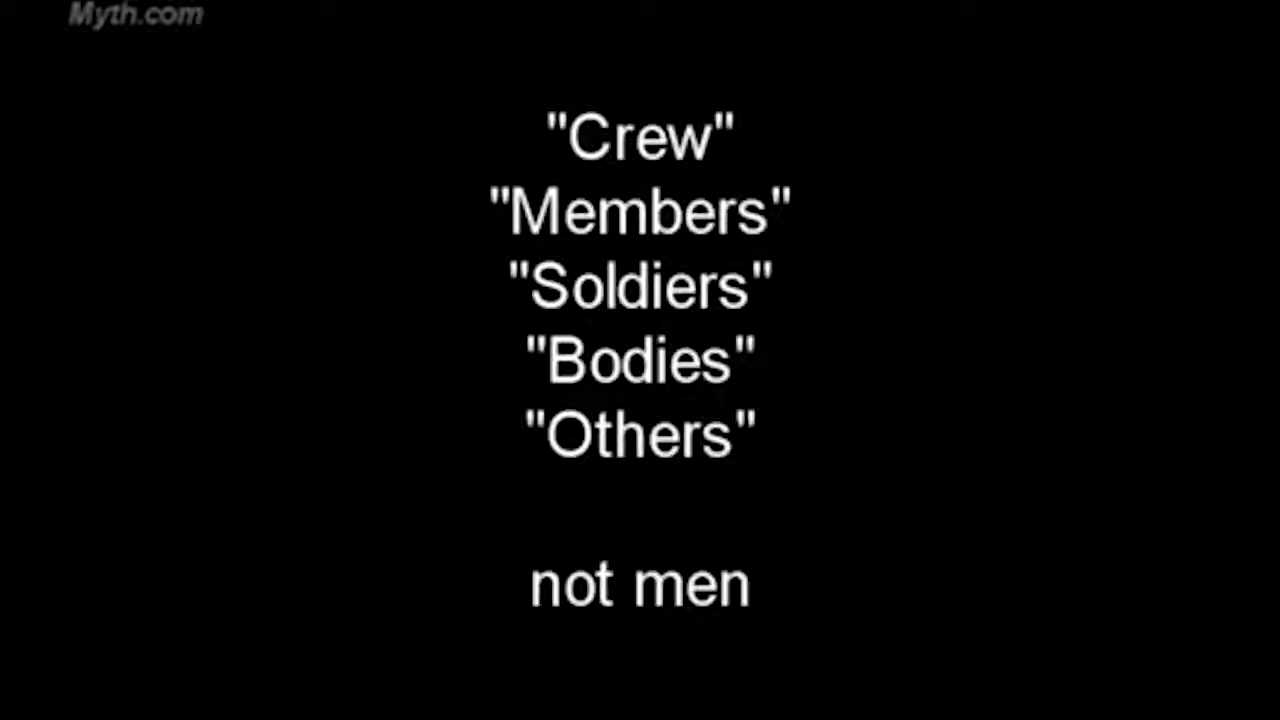 Myth.com
"Crew"
"Members"
"Soldiers"
"Bodies"
"Others"
not men